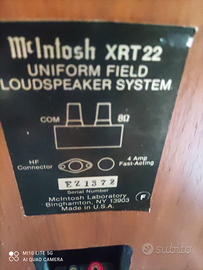 McIntosh XRT22
UNIFORM FIELD
LOUDSPEAKER SYSTEM
COM 8Ω
HF
Connector
4 Amp
Fast-Acting
EZ1372
Serial Number
McIntosh Laboratory
Binghamton, NY 13903
Made in U.S.A.
F
MI 10 LITE 5G
AI QUAD CAMERA
subito